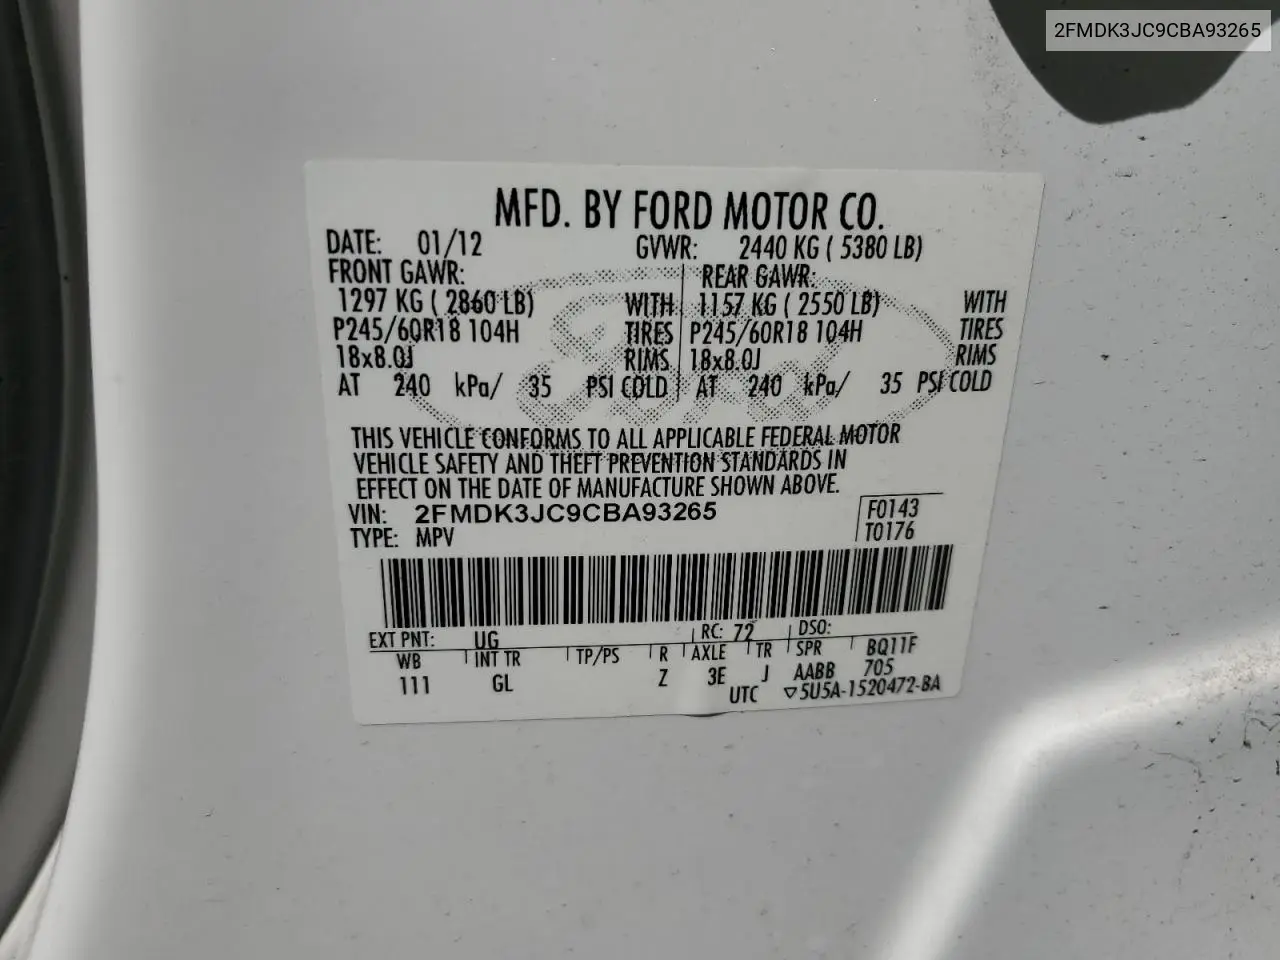 2FMDK3JC9CBA93265
MFD. BY FORD MOTOR CO.
DATE: 01/12 GVWR: 2440 KG ( 5380 LB)
FRONT GAWR: REAR GAWR:
1297 KG ( 2860 LB) WITH 1157 KG ( 2550 LB) WITH
P245/60R18 104H TIRES P245/60R18 104H TIRES
18x8.0J RIMS 18x8.0J RIMS
AT 240 kPa/ 35 PSI COLD AT 240 kPa/ 35 PSI COLD
Ford
THIS VEHICLE CONFORMS TO ALL APPLICABLE FEDERAL MOTOR
VEHICLE SAFETY AND THEFT PREVENTION STANDARDS IN
EFFECT ON THE DATE OF MANUFACTURE SHOWN ABOVE.
VIN: 2FMDK3JC9CBA93265 F0143
TYPE: MPV T0176
EXT PNT: UG RC: 72 DSO:
WB INT TR TP/PS R AXLE TR SPR BQ11F
111 GL Z 3E J AABB 705
UTC ▽5U5A-1520472-BA